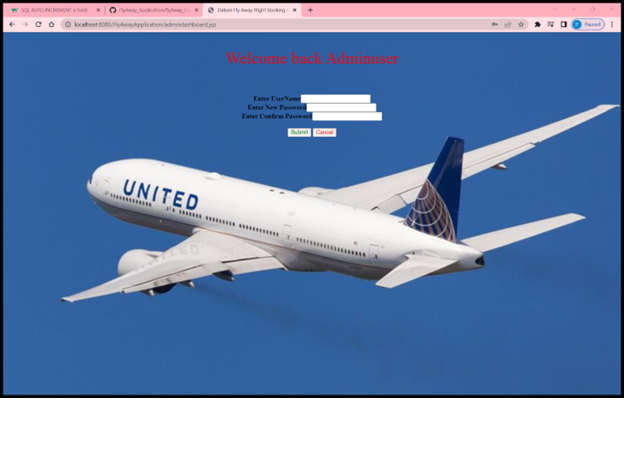 SQL AUTO INCREMENT a Field
FlyAway_Application/FlyAway_C
Dakoni Fly Away Flight Booking
localhost:8080/FlyAwayApplication/admindashboard.jsp
Paused
Welcome back Adminuser
Enter UserName
Enter New Password
Enter Confirm Password
Submit Cancel
UNITED